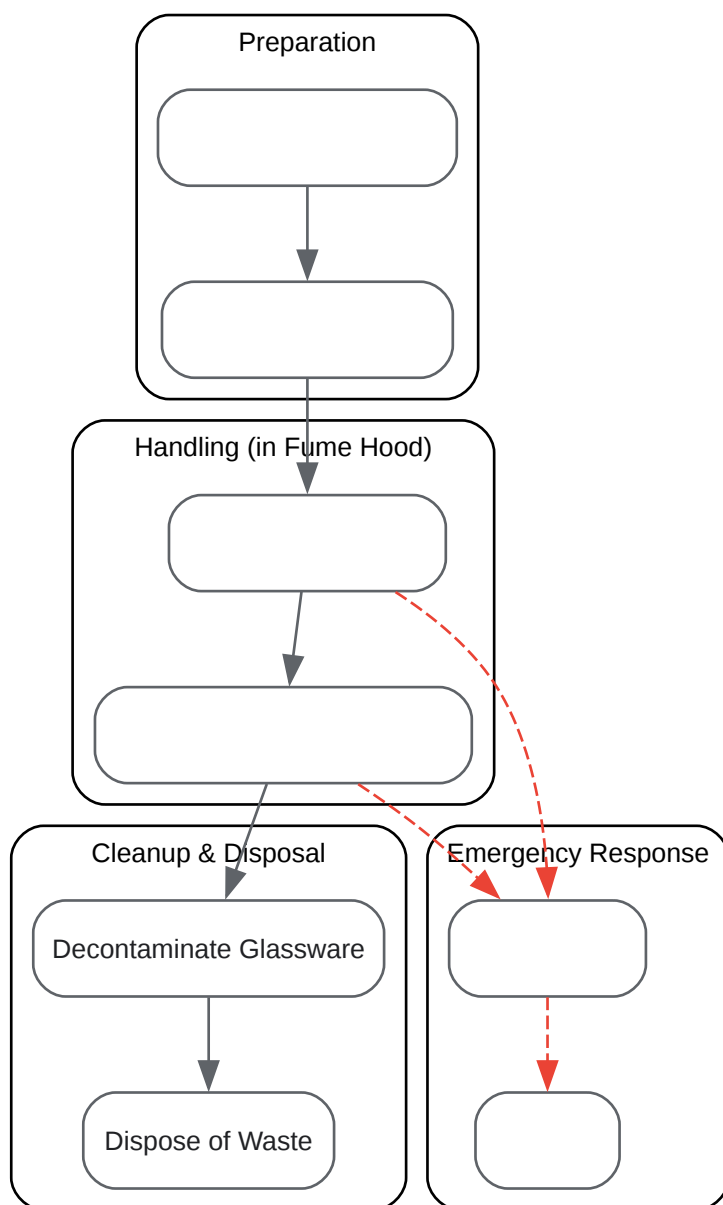 Preparation
Handling (in Fume Hood)
Cleanup & Disposal
Emergency Response
Decontaminate Glassware
Dispose of Waste